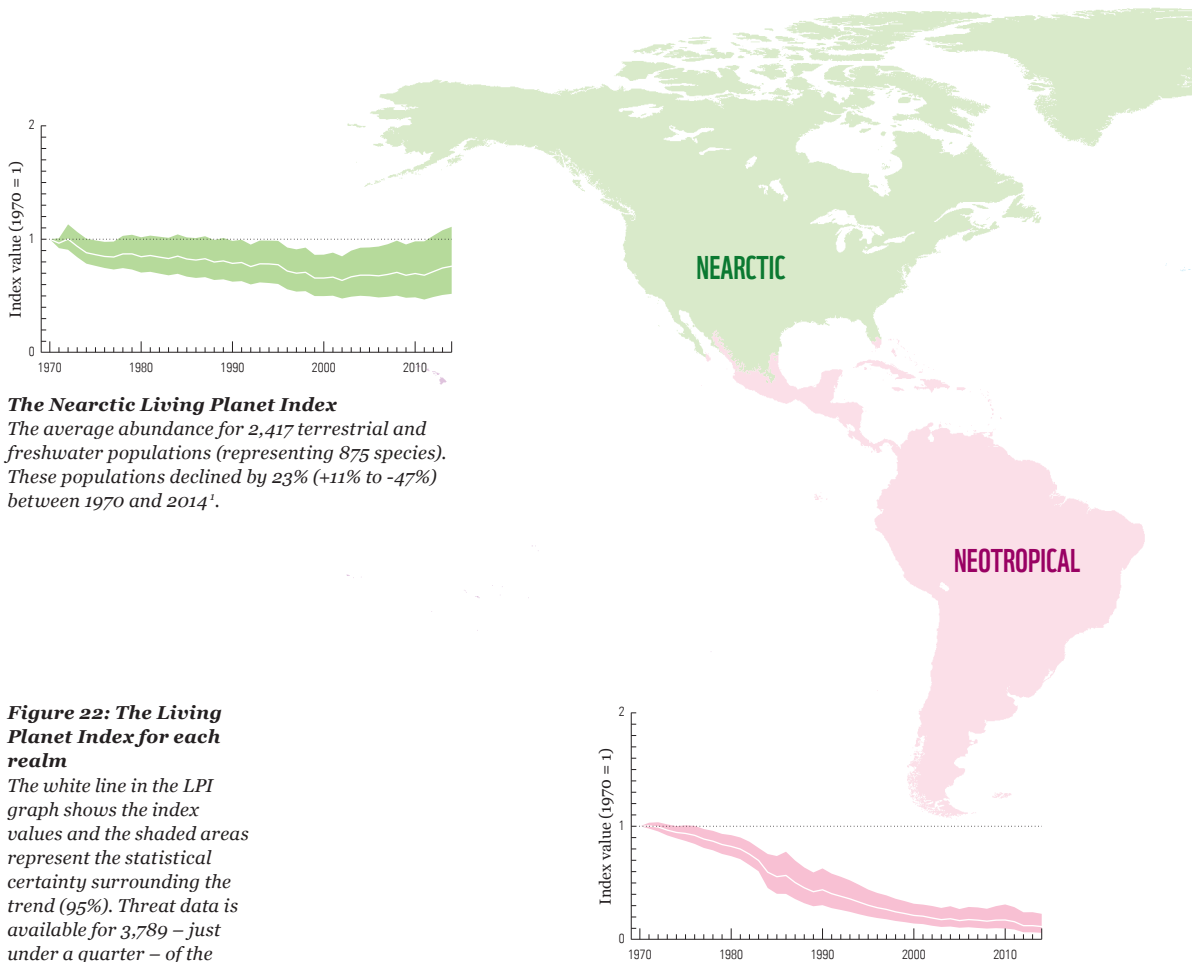 NEARCTIC
2
1
0
Index value (1970 = 1)
1970 1980 1990 2000 2010
The Nearctic Living Planet Index
The average abundance for 2,417 terrestrial and
freshwater populations (representing 875 species).
These populations declined by 23% (+11% to -47%)
between 1970 and 2014¹.
NEOTROPICAL
Figure 22: The Living
Planet Index for each
realm
The white line in the LPI
graph shows the index
values and the shaded areas
represent the statistical
certainty surrounding the
trend (95%). Threat data is
available for 3,789 – just
under a quarter – of the
2
1
0
Index value (1970 = 1)
1970 1980 1990 2000 2010